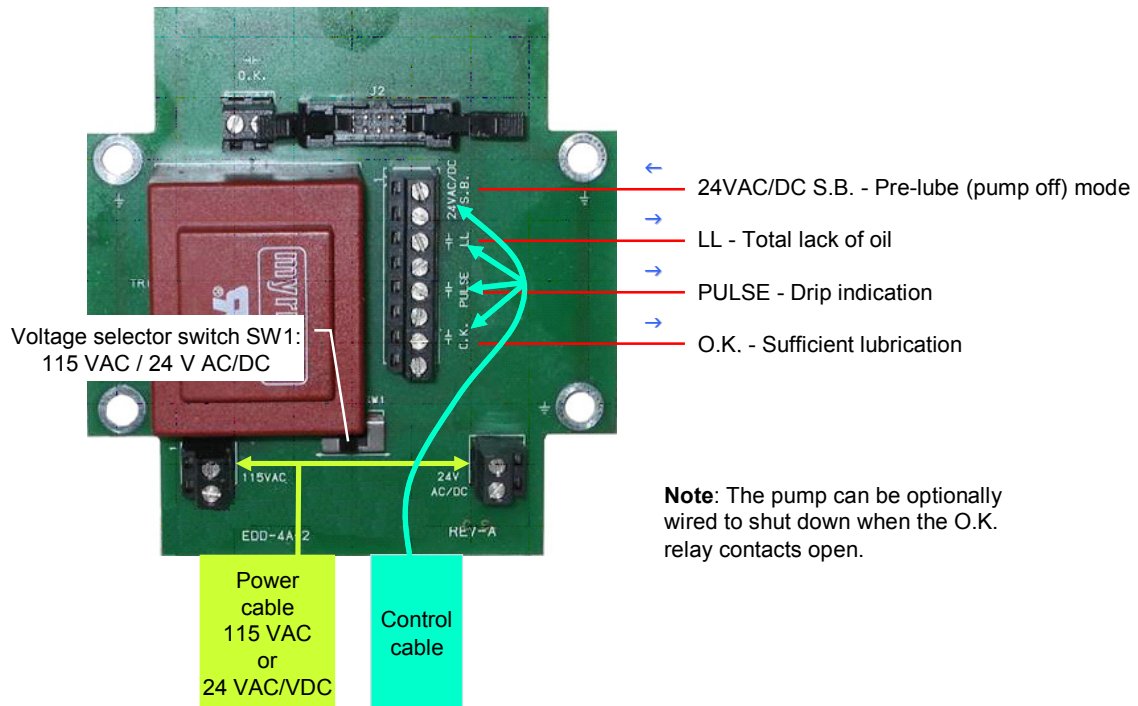 O.K.
J2
24VAC/DC
S.B.
LL
PULSE
O.K.
← 24VAC/DC S.B. - Pre-lube (pump off) mode
→ LL - Total lack of oil
→ PULSE - Drip indication
→ O.K. - Sufficient lubrication
Voltage selector switch SW1:
115 VAC / 24 V AC/DC
115VAC
24V
AC/DC
EDD-4A-2
REV-A
Note: The pump can be optionally
wired to shut down when the O.K.
relay contacts open.
Power
cable
115 VAC
or
24 VAC/VDC
Control
cable